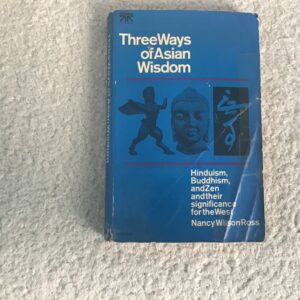 Three Ways
of Asian
Wisdom
Hinduism,
Buddhism,
and Zen
and their
significance
for the West
Nancy Wilson Ross